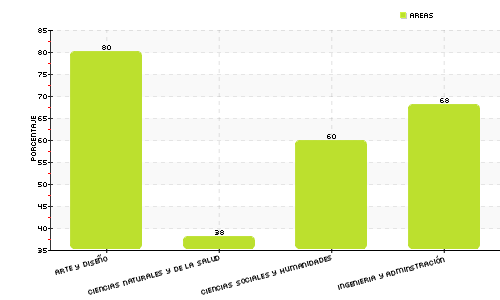 AREAS
85
80
75
70
65
60
55
50
45
40
35
PORCENTAJE
80
38
60
68
ARTE Y DISEÑO
CIENCIAS NATURALES Y DE LA SALUD
CIENCIAS SOCIALES Y HUMANIDADES
INGENIERIA Y ADMINSTRACIÓN